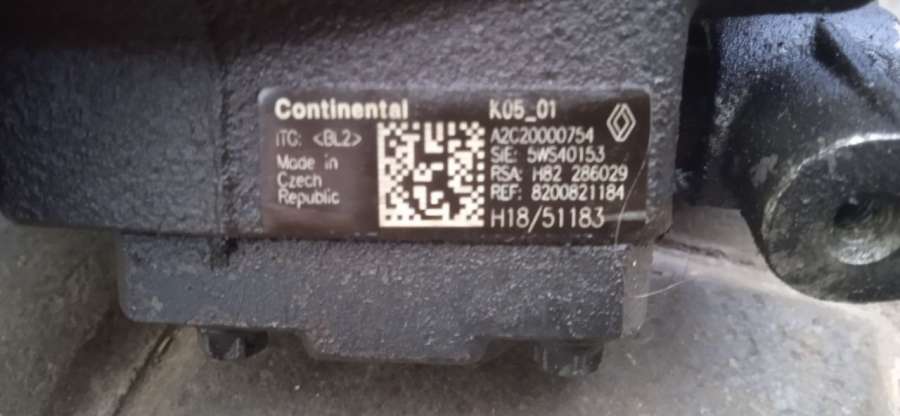 Continental
ITC: <BL2>
Made in
Czech
Republic
K05_01
A2C20000754
SiE: 5WS40153
RSA: H82 286029
REF: 8200821184
H18/51183